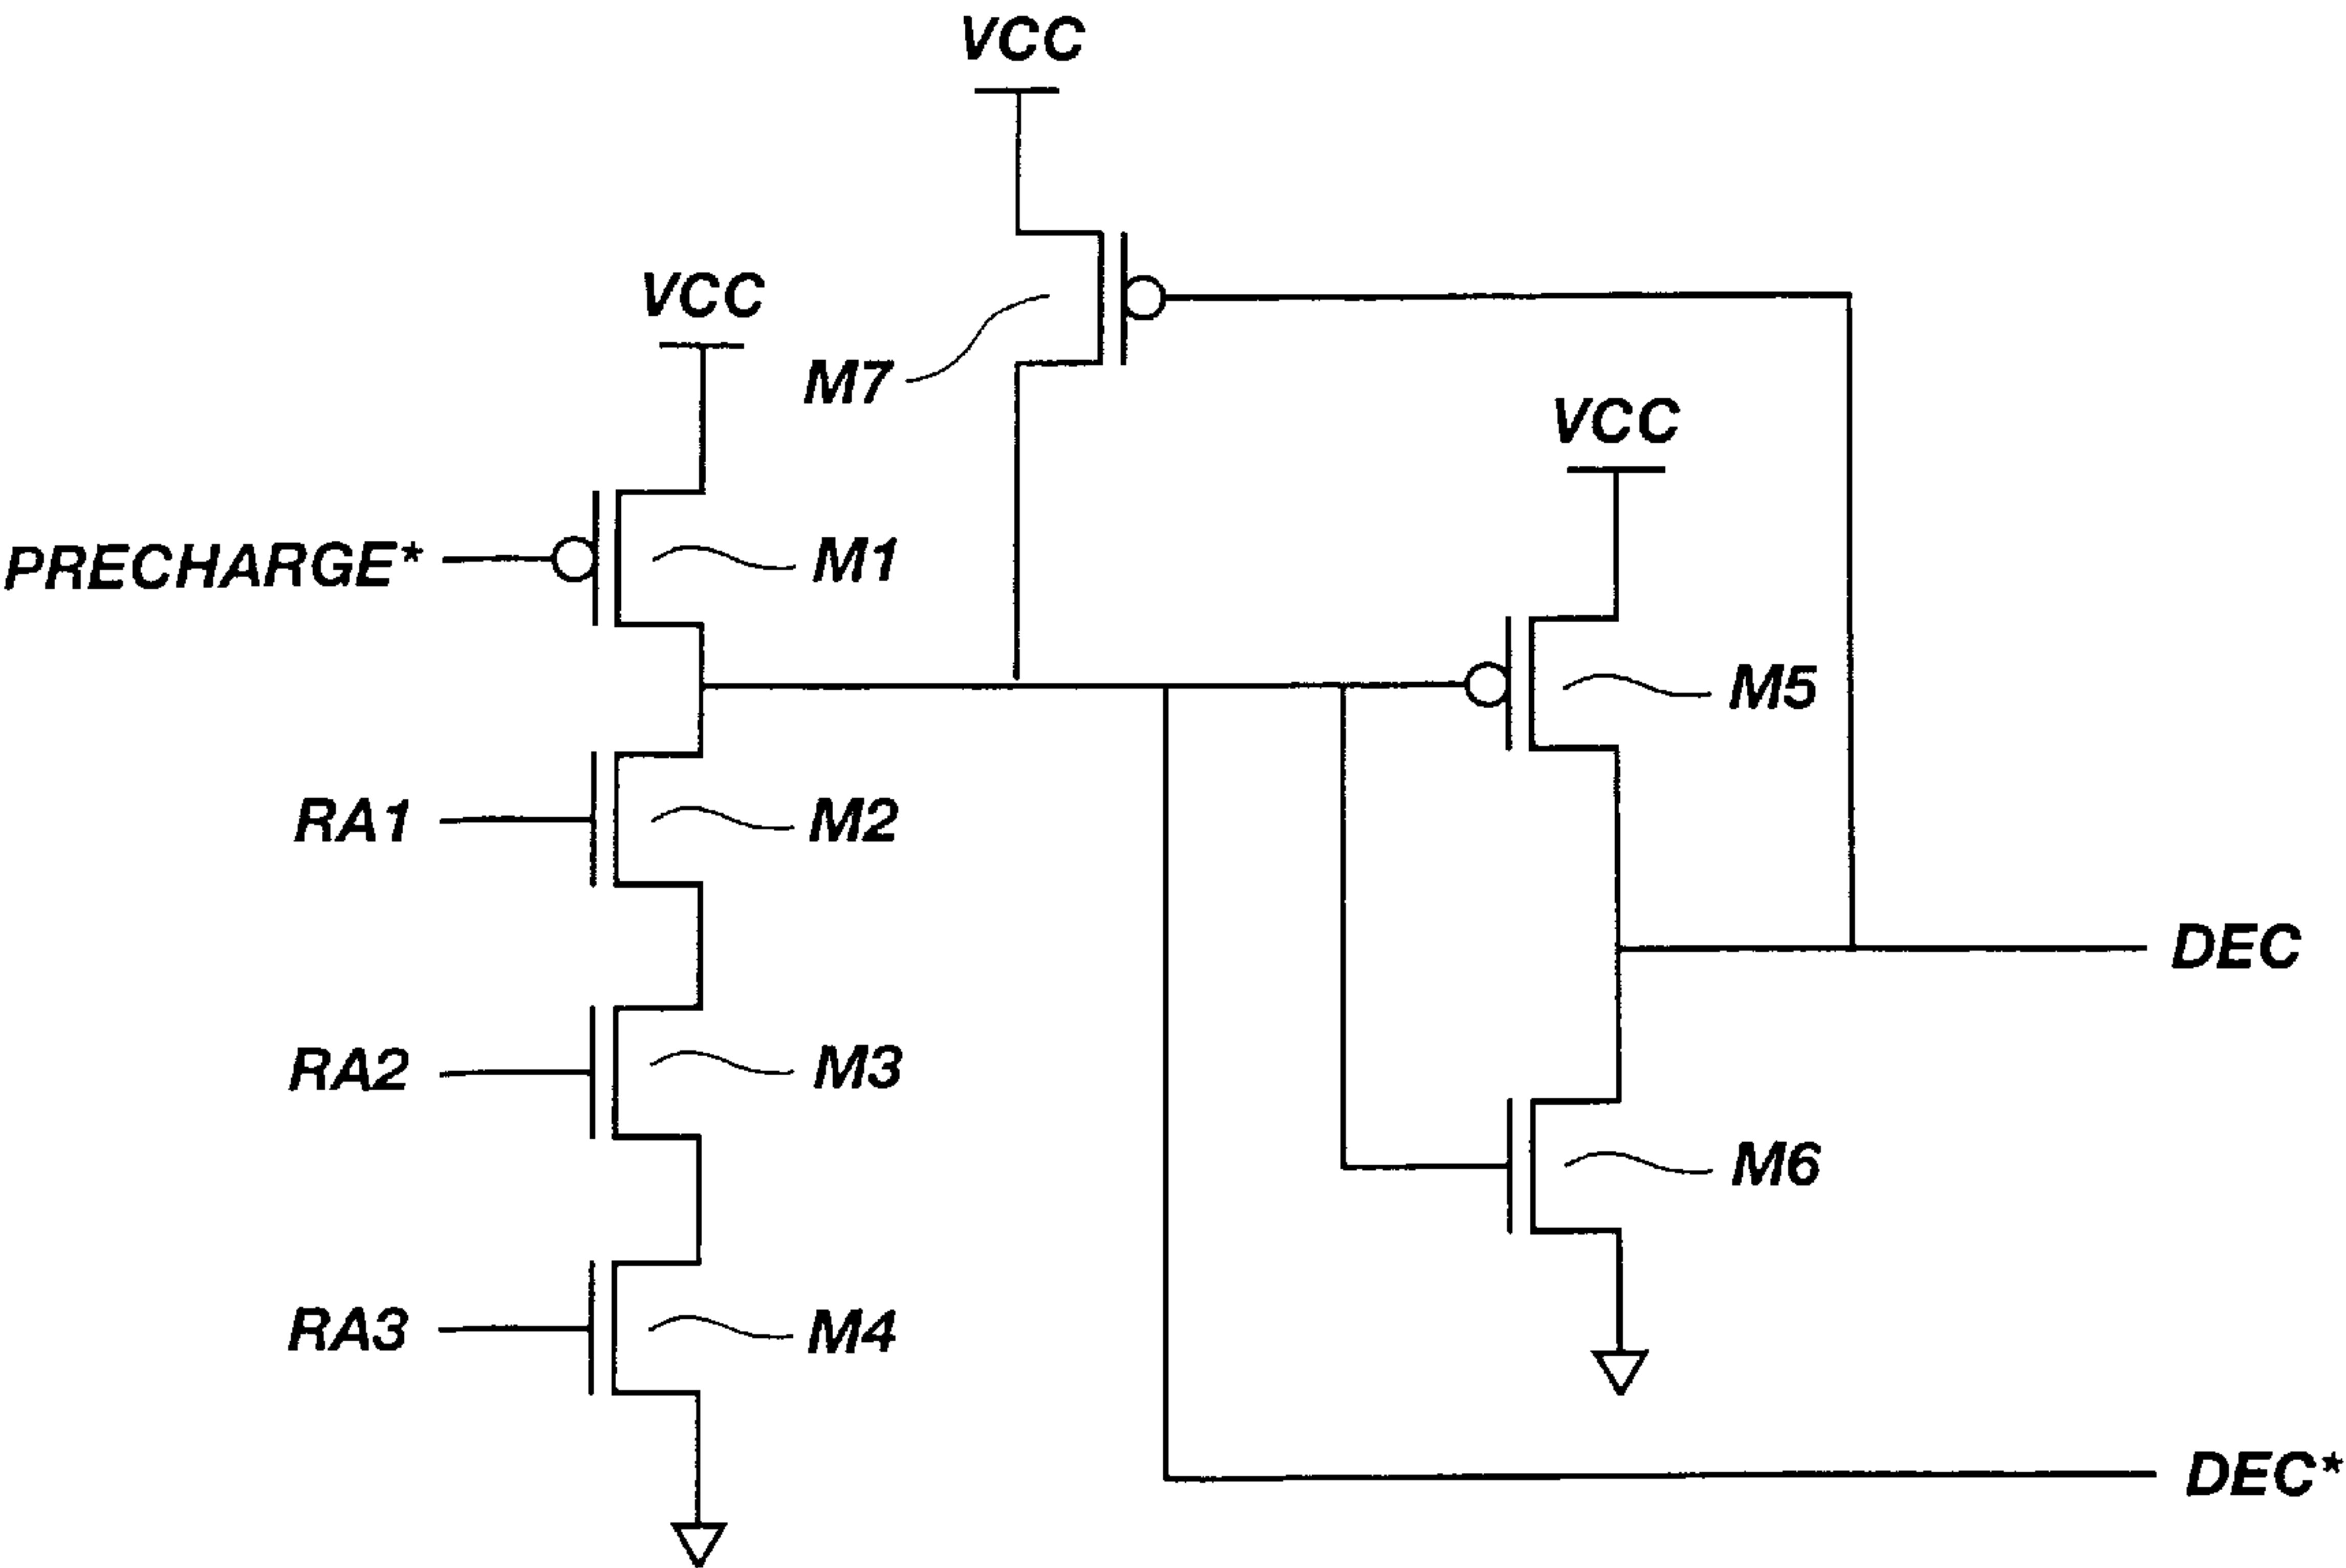 VCC
VCC
M7
VCC
PRECHARGE*
M1
M5
RA1
M2
DEC
RA2
M3
M6
RA3
M4
DEC*